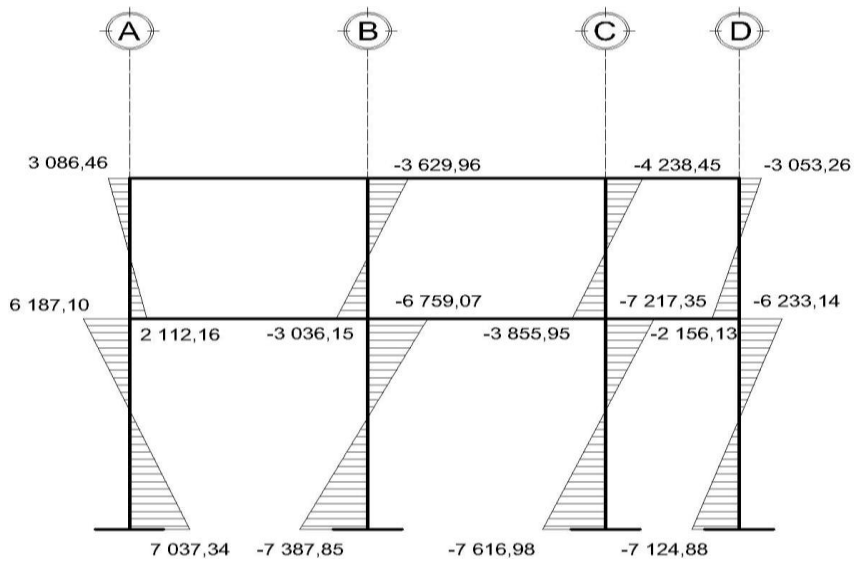 A B C D
3 086,46 -3 629,96 -4 238,45 -3 053,26
6 187,10 -6 759,07 -7 217,35 -6 233,14
2 112,16 -3 036,15 -3 855,95 -2 156,13
7 037,34 -7 387,85 -7 616,98 -7 124,88